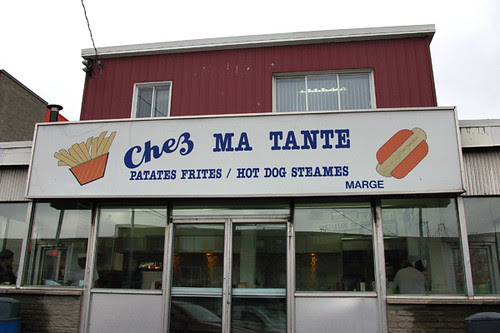 Chez MA TANTE
PATATES FRITES / HOT DOG STEAMES
MARGE